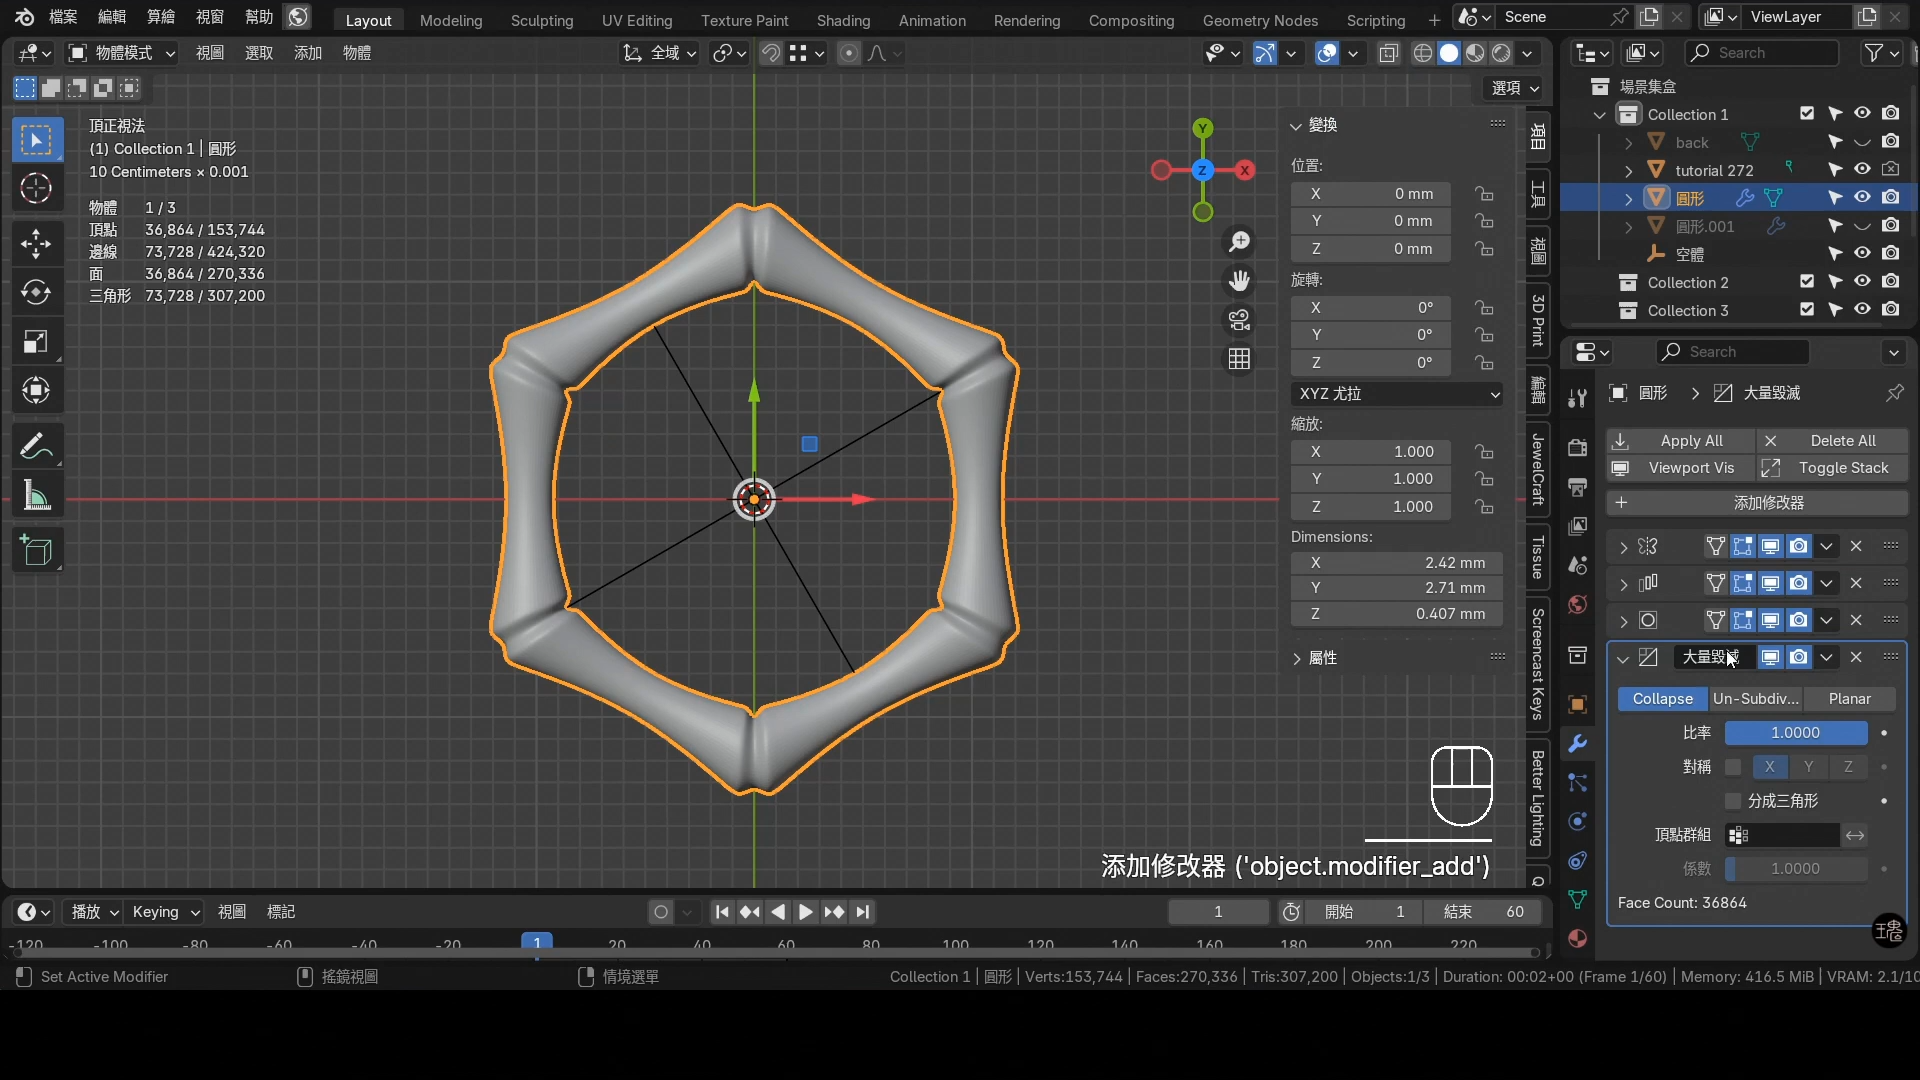 檔案 編輯 算繪 視窗 幫助 Layout Modeling Sculpting UV Editing Texture Paint Shading Animation Rendering Compositing Geometry Nodes Scripting + Scene ViewLayer
物體模式 視圖 選取 添加 物體 全域 Search
選項
頂正視法
(1) Collection 1 | 圓形
10 Centimeters × 0.001
物體 1 / 3
頂點 36,864 / 153,744
邊線 73,728 / 424,320
面 36,864 / 270,336
三角形 73,728 / 307,200
Y
X
Z
變換
位置:
X 0 mm
Y 0 mm
Z 0 mm
旋轉:
X 0°
Y 0°
Z 0°
XYZ 尤拉
縮放:
X 1.000
Y 1.000
Z 1.000
Dimensions:
X 2.42 mm
Y 2.71 mm
Z 0.407 mm
屬性
項目
工具
視圖
3D Print
編輯
JewelCraft
Tissue
Screencast Keys
Better Lighting
Q
場景集盒
Collection 1
back
tutorial 272
圓形
圓形.001
空體
Collection 2
Collection 3
Search
圓形 > 大量毀滅
Apply All Delete All
Viewport Vis Toggle Stack
添加修改器
大量毀滅
Collapse Un-Subdiv... Planar
比率 1.0000
對稱 X Y Z
分成三角形
頂點群組
係數 1.0000
Face Count: 36864
添加修改器 ('object.modifier_add')
播放 Keying 視圖 標記 1 開始 1 結束 60
-120 -100 -80 -60 -40 -20 1 20 40 60 80 100 120 140 160 180 200 220
Set Active Modifier 搖鏡視圖 情境選單 Collection 1 | 圓形 | Verts:153,744 | Faces:270,336 | Tris:307,200 | Objects:1/3 | Duration: 00:02+00 (Frame 1/60) | Memory: 416.5 MiB | VRAM: 2.1/10